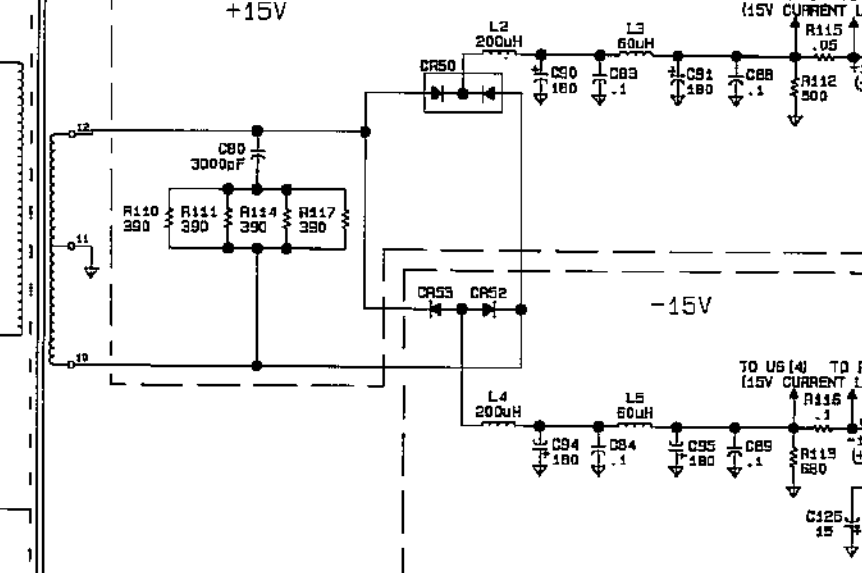 +15V
(15V CURRENT L
L2
200uH
L3
60uH
R115
.05
CR50
C90
180
C83
.1
C91
180
C88
.1
R112
500
12
C80
3000pF
R110
390
R111
390
R114
390
R117
390
11
CR53
CR52
-15V
10
TO U6(4)
TO
(15V CURRENT L
L4
200uH
L5
60uH
R116
.1
C94
180
C84
.1
C95
180
C89
.1
R113
680
C126
15